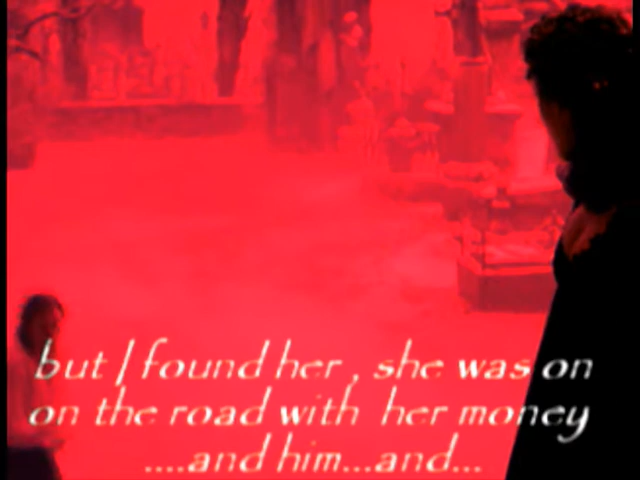 but I found her, she was on
on the road with her money
....and him...and...